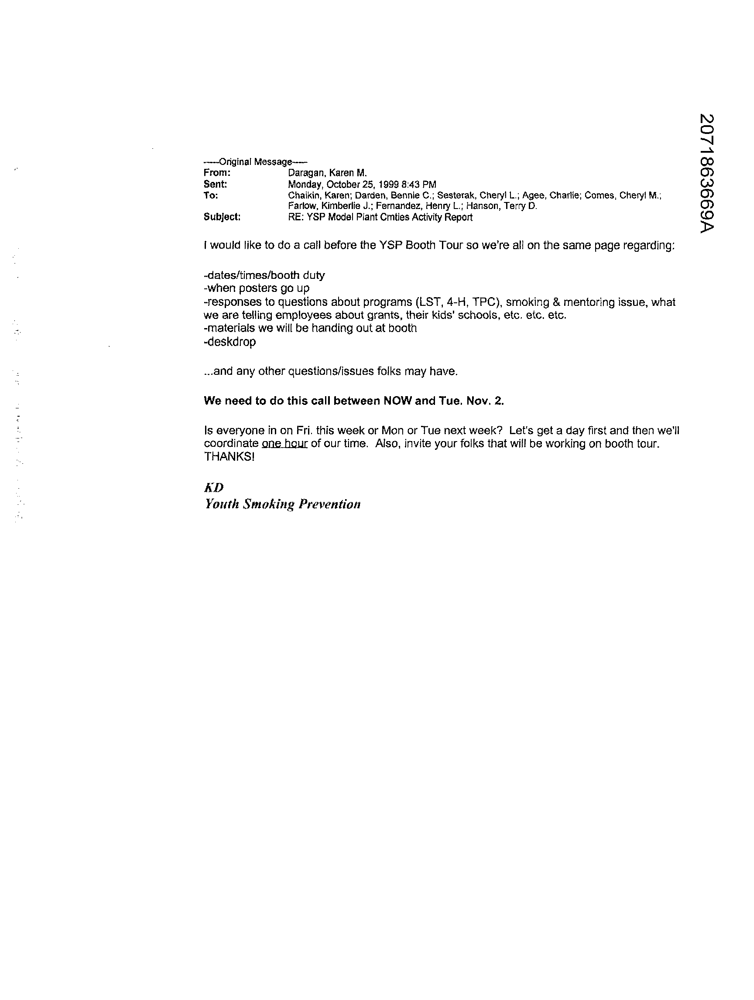 2071863669A
-----Original Message-----
From: Daragan, Karen M.
Sent: Monday, October 25, 1999 8:43 PM
To: Chaikin, Karen; Darden, Bennie C.; Sesterak, Cheryl L.; Agee, Charlie; Comes, Cheryl M.;
Farlow, Kimberlie J.; Fernandez, Henry L.; Hanson, Terry D.
Subject: RE: YSP Model Plant Cmties Activity Report
I would like to do a call before the YSP Booth Tour so we're all on the same page regarding:
-dates/times/booth duty
-when posters go up
-responses to questions about programs (LST, 4-H, TPC), smoking & mentoring issue, what
we are telling employees about grants, their kids' schools, etc. etc. etc.
-materials we will be handing out at booth
-deskdrop
...and any other questions/issues folks may have.
We need to do this call between NOW and Tue. Nov. 2.
Is everyone in on Fri. this week or Mon or Tue next week? Let's get a day first and then we'll
coordinate one hour of our time. Also, invite your folks that will be working on booth tour.
THANKS!
KD
Youth Smoking Prevention